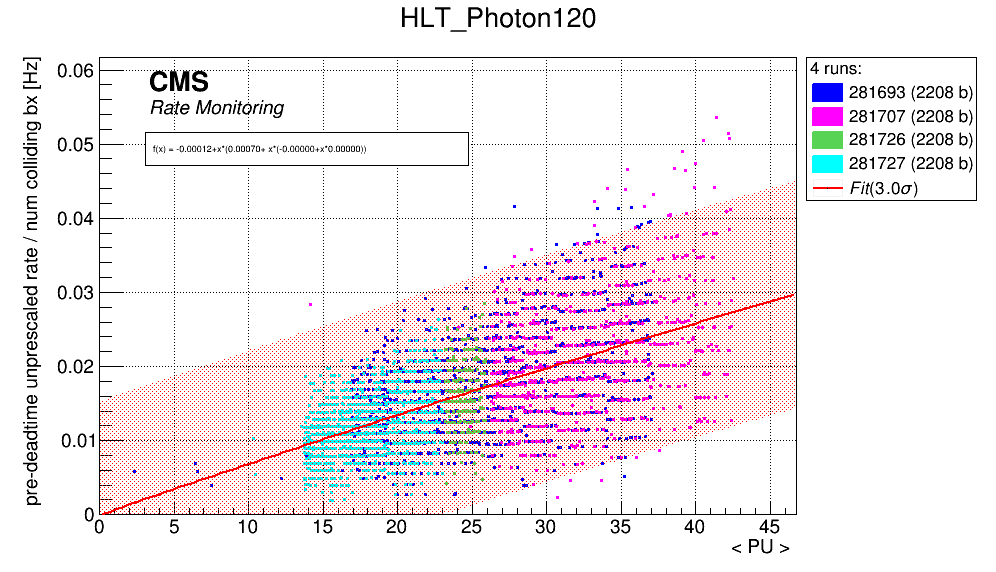 HLT_Photon120
pre-deadtime unprescaled rate / num colliding bx [Hz]
0.06
0.05
0.04
0.03
0.02
0.01
0
CMS
Rate Monitoring
f(x) = -0.00012+x*(0.00070+ x*(-0.00000+x*0.00000))
4 runs:
281693 (2208 b)
281707 (2208 b)
281726 (2208 b)
281727 (2208 b)
Fit(3.0σ)
0 5 10 15 20 25 30 35 40 45
< PU >